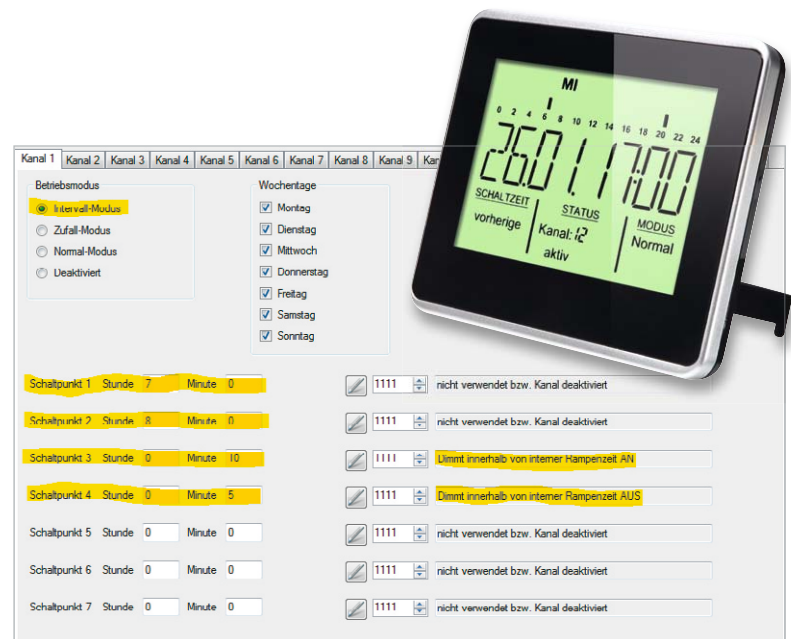 MI
0 2 4 6 8 10 12 14 16 18 20 22 24
26.01.17:00
SCHALTZEIT STATUS MODUS
vorherige Kanal: 12 Normal
aktiv
Kanal 1 Kanal 2 Kanal 3 Kanal 4 Kanal 5 Kanal 6 Kanal 7 Kanal 8 Kanal 9
Betriebsmodus Wochentage
Intervall-Modus Montag
Zufall-Modus Dienstag
Normal-Modus Mittwoch
Deaktiviert Donnerstag
Freitag
Samstag
Sonntag
Schaltpunkt 1 Stunde 7 Minute 0 1111 nicht verwendet bzw. Kanal deaktiviert
Schaltpunkt 2 Stunde 8 Minute 0 1111 nicht verwendet bzw. Kanal deaktiviert
Schaltpunkt 3 Stunde 0 Minute 10 1111 Dimmt innerhalb von interner Rampenzeit AN
Schaltpunkt 4 Stunde 0 Minute 5 1111 Dimmt innerhalb von interner Rampenzeit AUS
Schaltpunkt 5 Stunde 0 Minute 0 1111 nicht verwendet bzw. Kanal deaktiviert
Schaltpunkt 6 Stunde 0 Minute 0 1111 nicht verwendet bzw. Kanal deaktiviert
Schaltpunkt 7 Stunde 0 Minute 0 1111 nicht verwendet bzw. Kanal deaktiviert